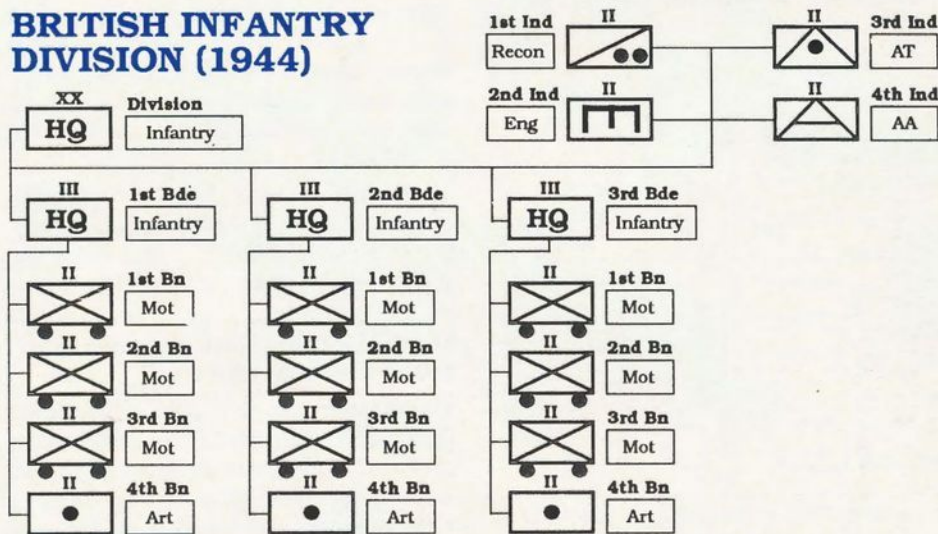 BRITISH INFANTRY
DIVISION (1944)
1st Ind
II
Recon
II
3rd Ind
AT
2nd Ind
II
Eng
II
4th Ind
AA
XX
Division
HQ
Infantry
III
1st Bde
HQ
Infantry
III
2nd Bde
HQ
Infantry
III
3rd Bde
HQ
Infantry
II
1st Bn
Mot
II
1st Bn
Mot
II
1st Bn
Mot
II
2nd Bn
Mot
II
2nd Bn
Mot
II
2nd Bn
Mot
II
3rd Bn
Mot
II
3rd Bn
Mot
II
3rd Bn
Mot
II
4th Bn
Art
II
4th Bn
Art
II
4th Bn
Art